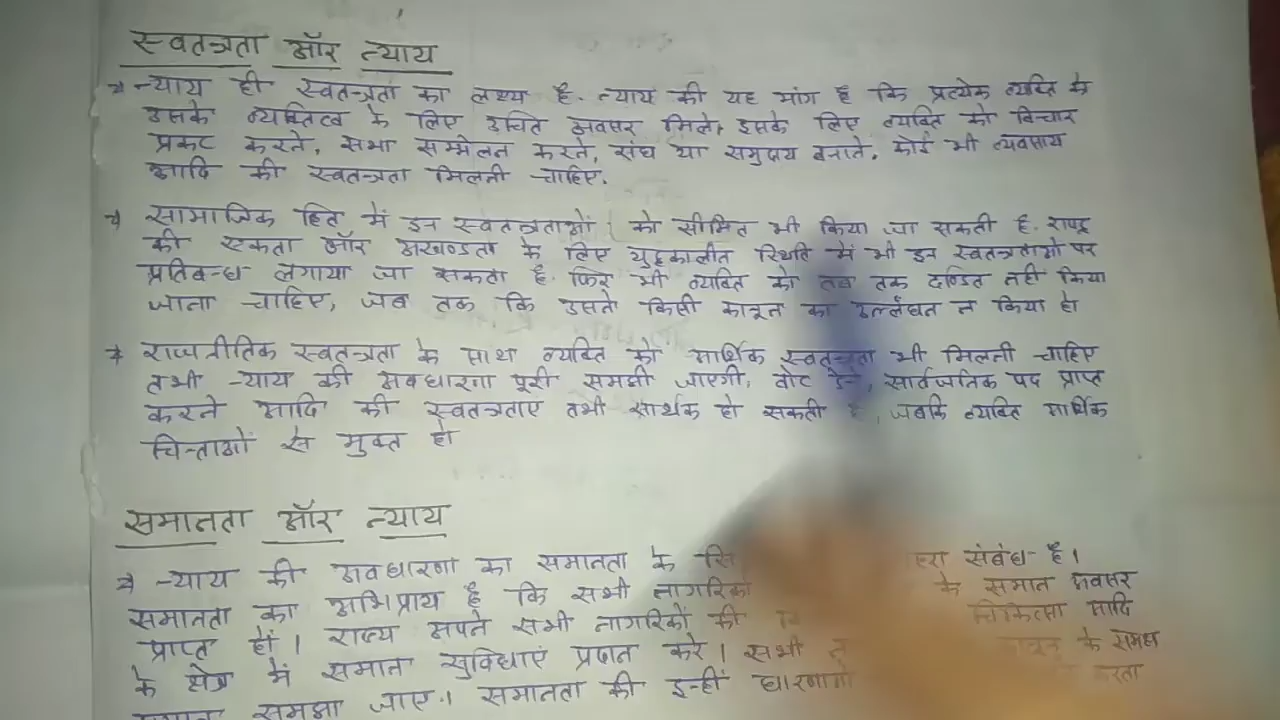 स्वतन्त्रता और न्याय
→ न्याय ही स्वतन्त्रता का लक्ष्य है. न्याय की यह मांग है कि प्रत्येक व्यक्ति के
उसके व्यक्तित्व के लिए उचित अवसर मिले, इसके लिए व्यक्ति को विचार
प्रकट करने, सभा सम्मेलन करने, संघ या समुदाय बनाने, कोई भी व्यवसाय
आदि की स्वतन्त्रता मिलनी चाहिए.
→ सामाजिक हित में इन स्वतन्त्रताओं को सीमित भी किया जा सकती है. राष्ट्र
की एकता और अखण्डता के लिए युद्धकालीन स्थिति में भी इन स्वतन्त्रताओ पर
प्रतिबन्ध लगाया जा सकता है. फिर भी व्यक्ति को तब तक दण्डित नही किया
जाना चाहिए, जब तक कि उसने किसी कानून का उल्लंघन न किया हो
→ राजनीतिक स्वतन्त्रता के साथ व्यक्ति को आर्थिक स्वतन्त्रता भी मिलनी चाहिए
तभी न्याय की अवधारणा पूरी समझी जाएगी, वोट देने, सार्वजनिक पद प्राप्त
करने आदि की स्वतन्त्रताए तभी सार्थक हो सकती है, जबकि व्यक्ति आर्थिक
चिन्ताओं से मुक्त हो
समानता और न्याय
→ न्याय की अवधारणा का समानता के संबंध है।
समानता का अभिप्राय है कि सभी नागरिको के समान अवसर
प्राप्त हों। राज्य अपने सभी नागरिकों की चिकित्सा आदि
के क्षेत्र में समान सुविधाएं प्रदान करे। सभी के समक्ष
समझा जाए। समानता की इन्हीं करता